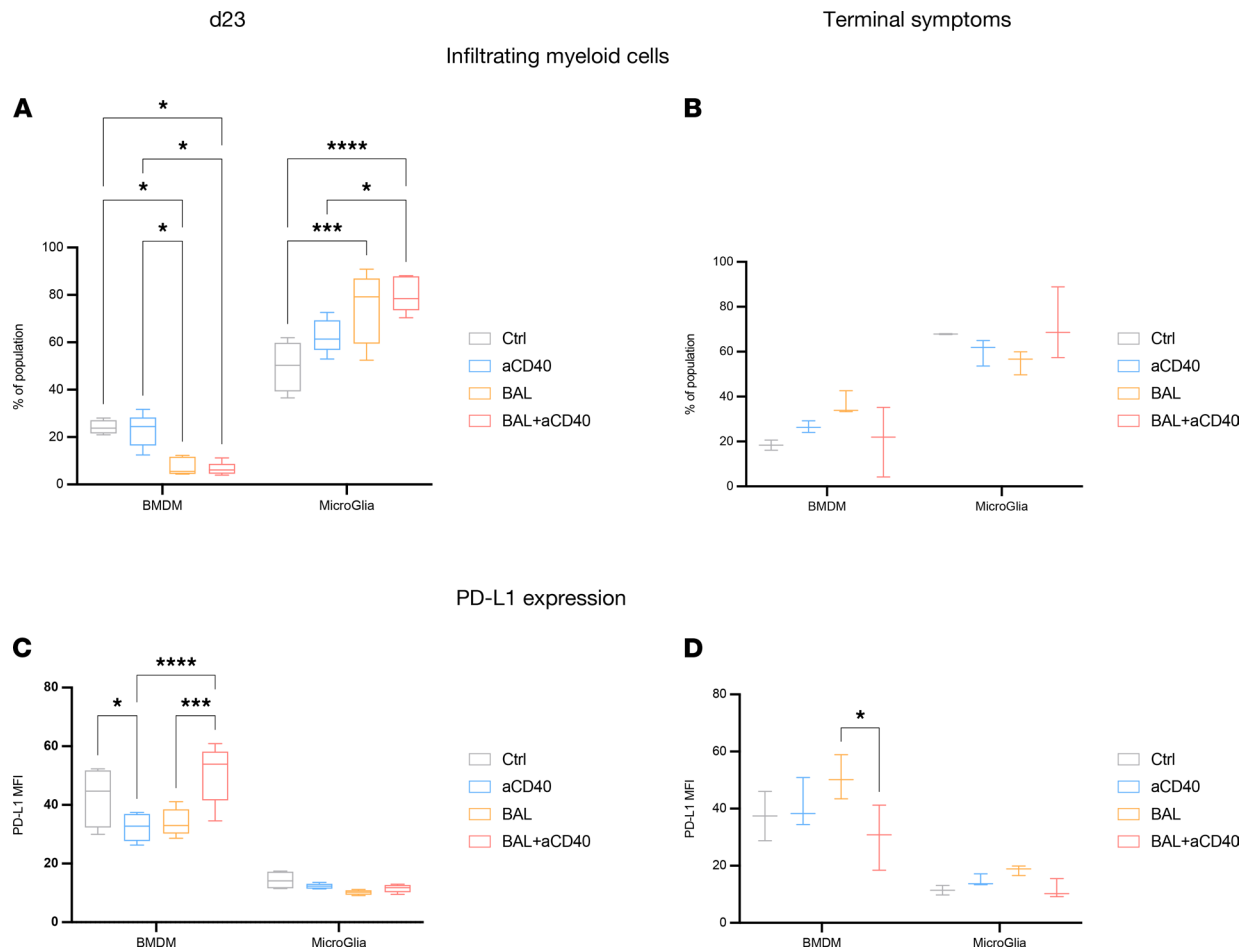 d23
Terminal symptoms
Infiltrating myeloid cells
A
*
*
*
*
****
*
***
% of population
100
80
60
40
20
0
BMDM
MicroGlia
Ctrl
aCD40
BAL
BAL+aCD40
B
% of population
100
80
60
40
20
0
BMDM
MicroGlia
Ctrl
aCD40
BAL
BAL+aCD40
PD-L1 expression
C
****
*
***
PD-L1 MFI
80
60
40
20
0
BMDM
MicroGlia
Ctrl
aCD40
BAL
BAL+aCD40
D
*
PD-L1 MFI
80
60
40
20
0
BMDM
MicroGlia
Ctrl
aCD40
BAL
BAL+aCD40